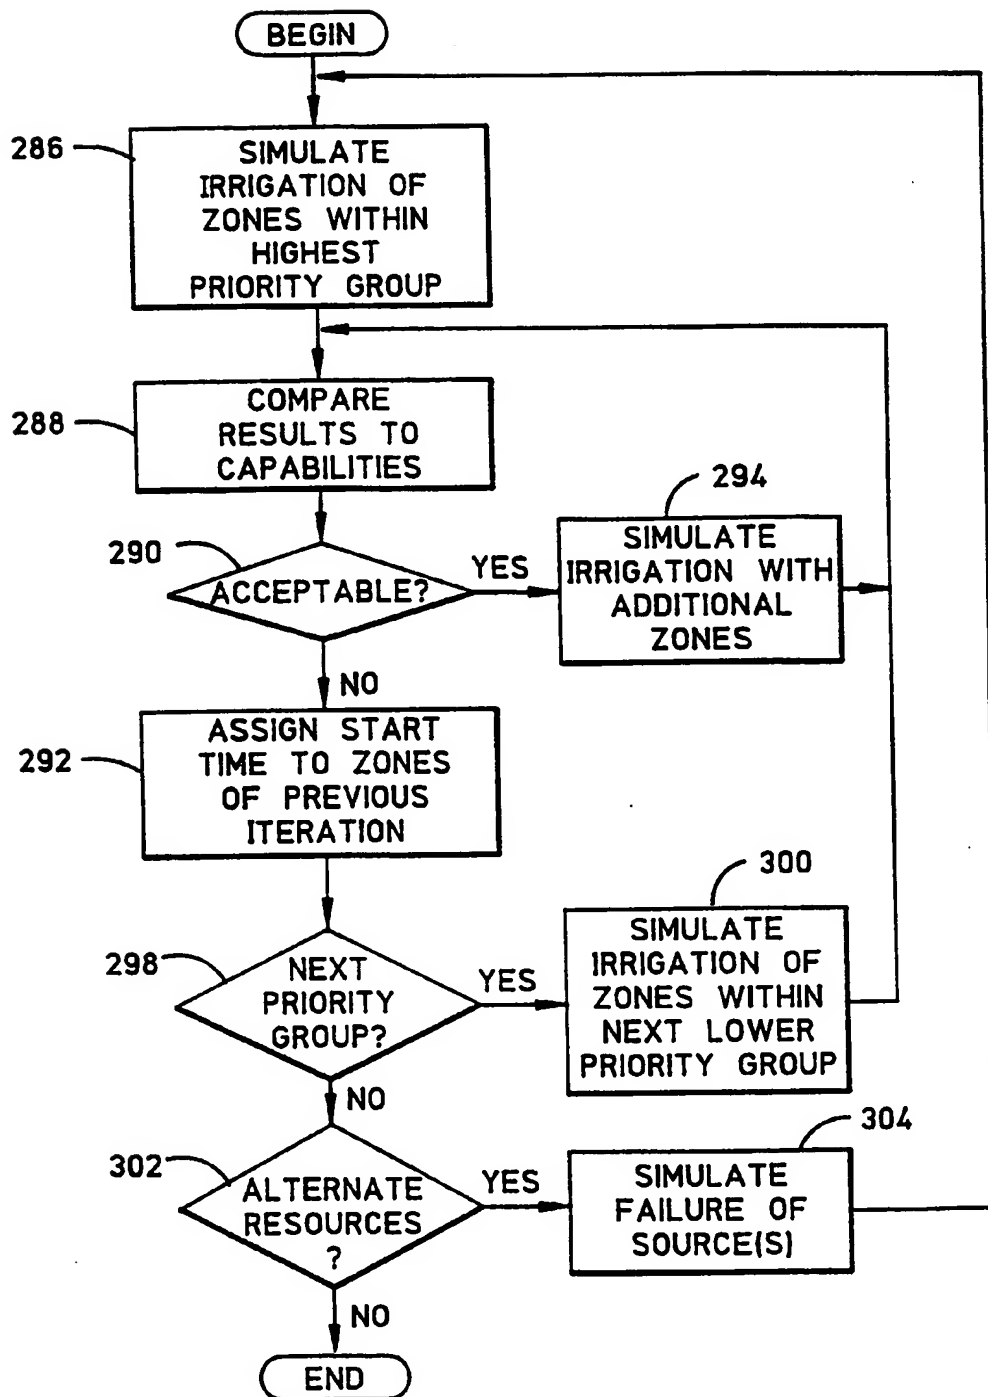 BEGIN
286
SIMULATE
IRRIGATION OF
ZONES WITHIN
HIGHEST
PRIORITY GROUP
288
COMPARE
RESULTS TO
CAPABILITIES
290
ACCEPTABLE?
YES
294
SIMULATE
IRRIGATION WITH
ADDITIONAL
ZONES
NO
292
ASSIGN START
TIME TO ZONES
OF PREVIOUS
ITERATION
298
NEXT
PRIORITY
GROUP?
YES
300
SIMULATE
IRRIGATION OF
ZONES WITHIN
NEXT LOWER
PRIORITY GROUP
NO
302
ALTERNATE
RESOURCES
?
YES
304
SIMULATE
FAILURE OF
SOURCE(S)
NO
END